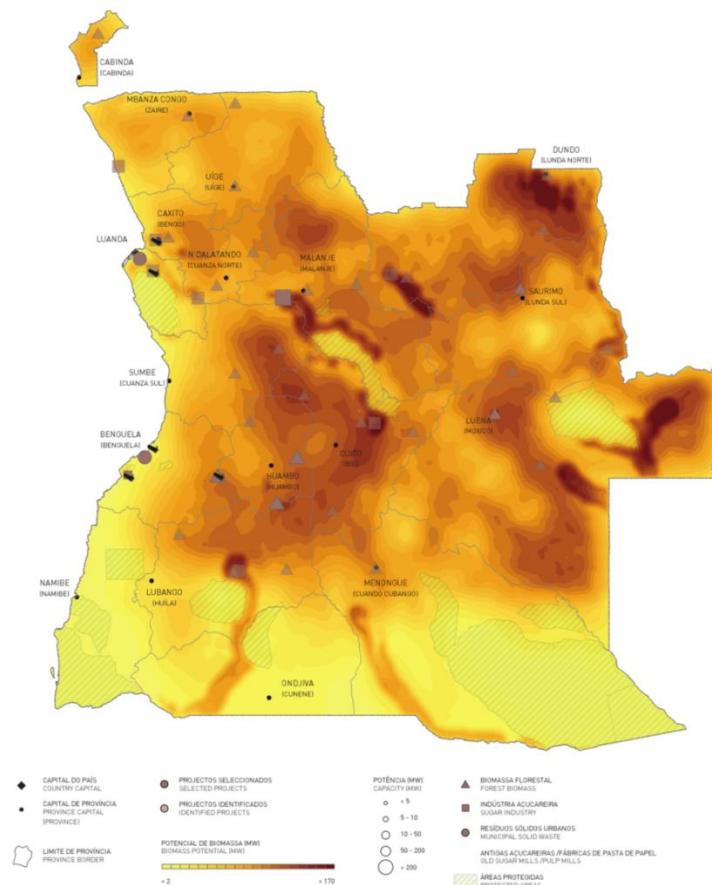 CABINDA
(CABINDA)
MBANZA CONGO
(ZAIRE)
DUNDO
(LUNDA NORTE)
UÍGE
(UÍGE)
CAXITO
(BENGO)
LUANDA
N'DALATANDO
(CUANZA NORTE)
MALANJE
(MALANJE)
SAURIMO
(LUNDA SUL)
SUMBE
(CUANZA SUL)
LUENA
(MOXICO)
BENGUELA
(BENGUELA)
CUITO
(BIÉ)
HUAMBO
(HUAMBO)
NAMIBE
(NAMIBE)
LUBANGO
(HUÍLA)
MENONGUE
(CUANDO CUBANGO)
ONDJIVA
(CUNENE)
CAPITAL DO PAÍS
COUNTRY CAPITAL
CAPITAL DE PROVÍNCIA
PROVINCE CAPITAL
(PROVINCE)
LIMITE DE PROVÍNCIA
PROVINCE BORDER
PROJECTOS SELECCIONADOS
SELECTED PROJECTS
PROJECTOS IDENTIFICADOS
IDENTIFIED PROJECTS
POTENCIAL DE BIOMASSA (MW)
BIOMASS POTENTIAL (MW)
< 2
> 170
POTÊNCIA (MW)
CAPACITY (MW)
< 5
5 - 10
10 - 50
50 - 200
> 200
BIOMASSA FLORESTAL
FOREST BIOMASS
INDÚSTRIA AÇUCAREIRA
SUGAR INDUSTRY
RESÍDUOS SÓLIDOS URBANOS
MUNICIPAL SOLID WASTE
ANTIGAS AÇUCAREIRAS /FÁBRICAS DE PASTA DE PAPEL
OLD SUGAR MILLS /PULP MILLS
ÁREAS PROTEGIDAS
PROTECTED AREAS